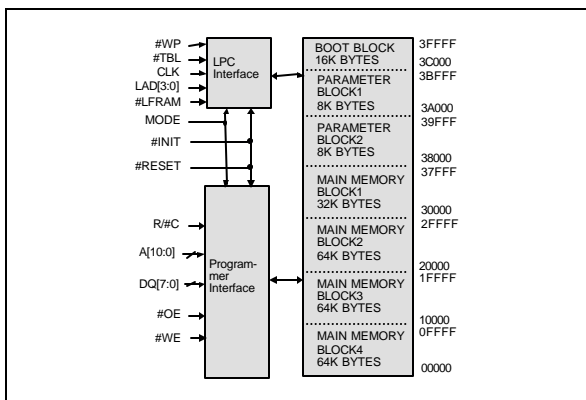 #WP
#TBL
CLK
LAD[3:0]
#LFRAM
MODE
#INIT
#RESET
R/#C
A[10:0]
DQ[7:0]
#OE
#WE
LPC
Interface
Program-
mer
Interface
BOOT BLOCK
16K BYTES
PARAMETER
BLOCK1
8K BYTES
PARAMETER
BLOCK2
8K BYTES
MAIN MEMORY
BLOCK1
32K BYTES
MAIN MEMORY
BLOCK2
64K BYTES
MAIN MEMORY
BLOCK3
64K BYTES
MAIN MEMORY
BLOCK4
64K BYTES
3FFFF
3C000
3BFFF
3A000
39FFF
38000
37FFF
30000
2FFFF
20000
1FFFF
10000
0FFFF
00000